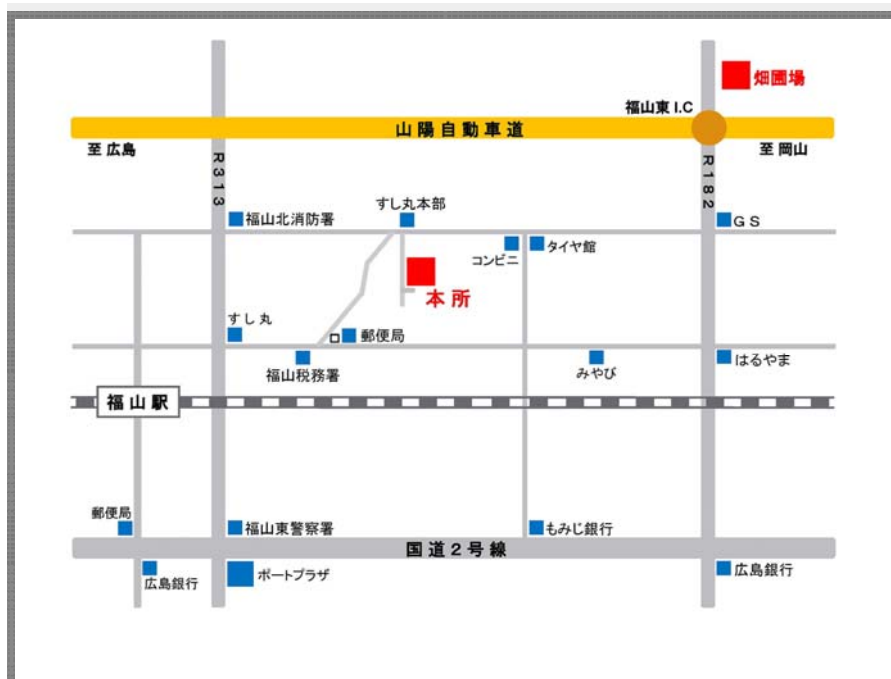 畑圃場
福山東 I.C
山陽自動車道
至 広島
至 岡山
R313
R182
すし丸本部
福山北消防署
GS
コンビニ
タイヤ館
本所
すし丸
郵便局
福山税務署
みやび
はるやま
福山駅
郵便局
福山東警察署
もみじ銀行
国道2号線
広島銀行
ポートプラザ
広島銀行